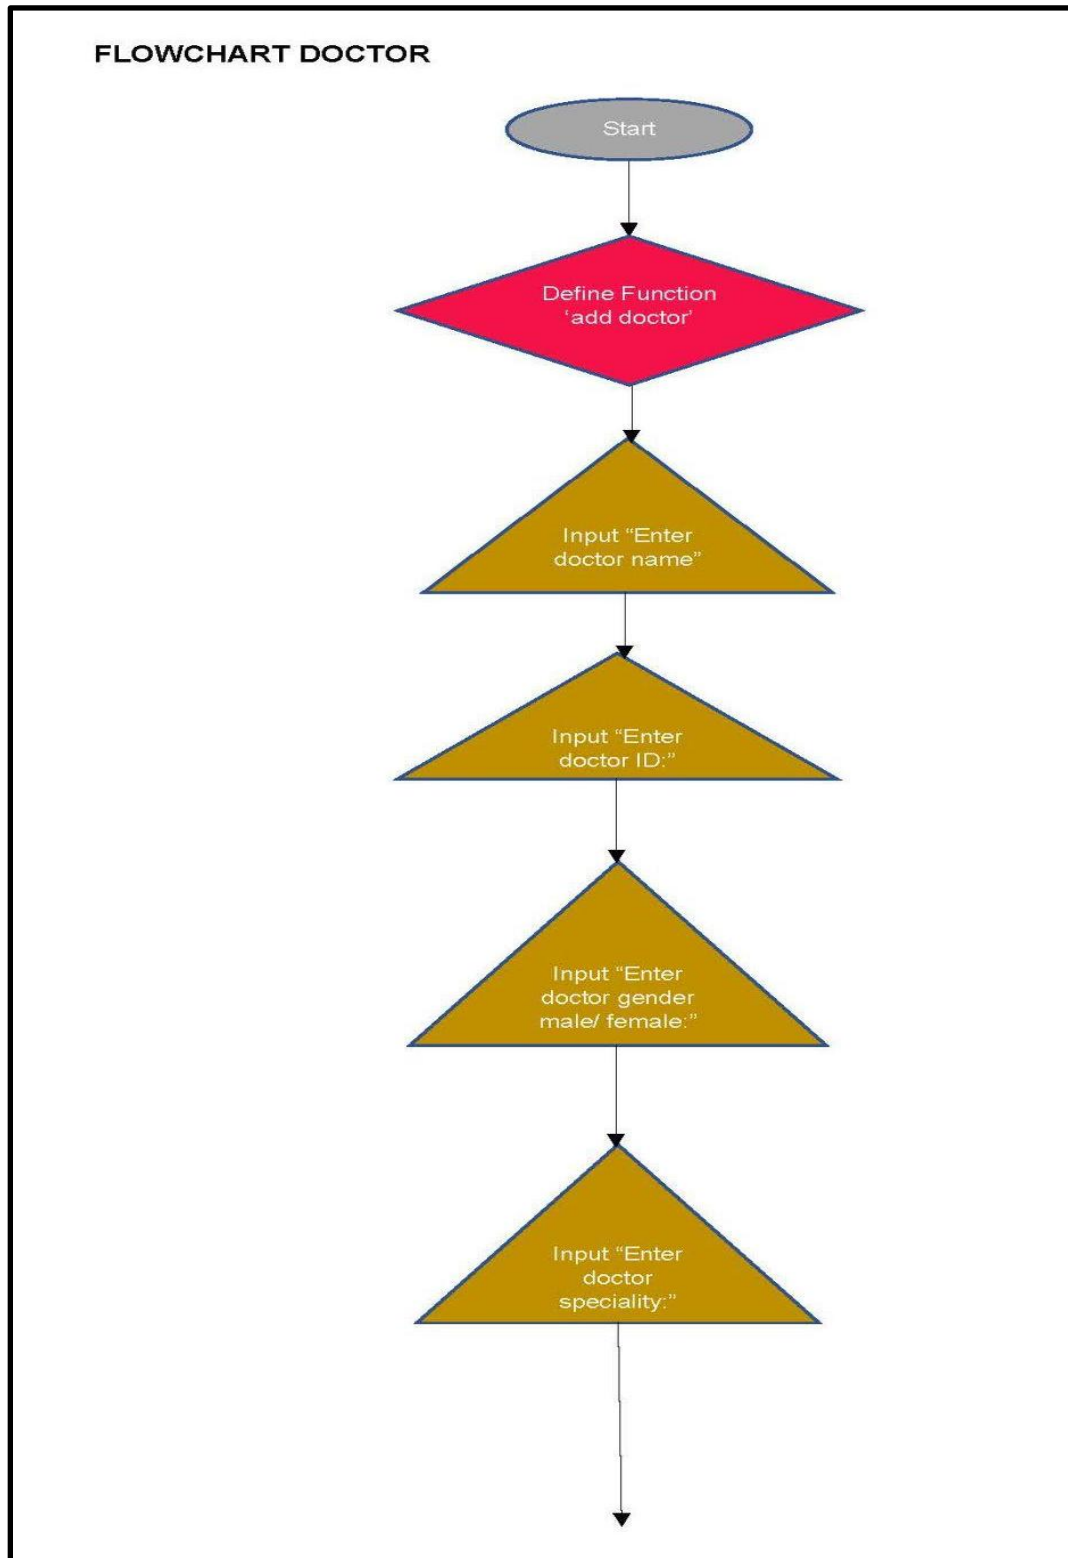 FLOWCHART DOCTOR
Start
Define Function
‘add doctor’
Input “Enter
doctor name”
Input “Enter
doctor ID:”
Input “Enter
doctor gender
male/ female:”
Input “Enter
doctor
speciality:”